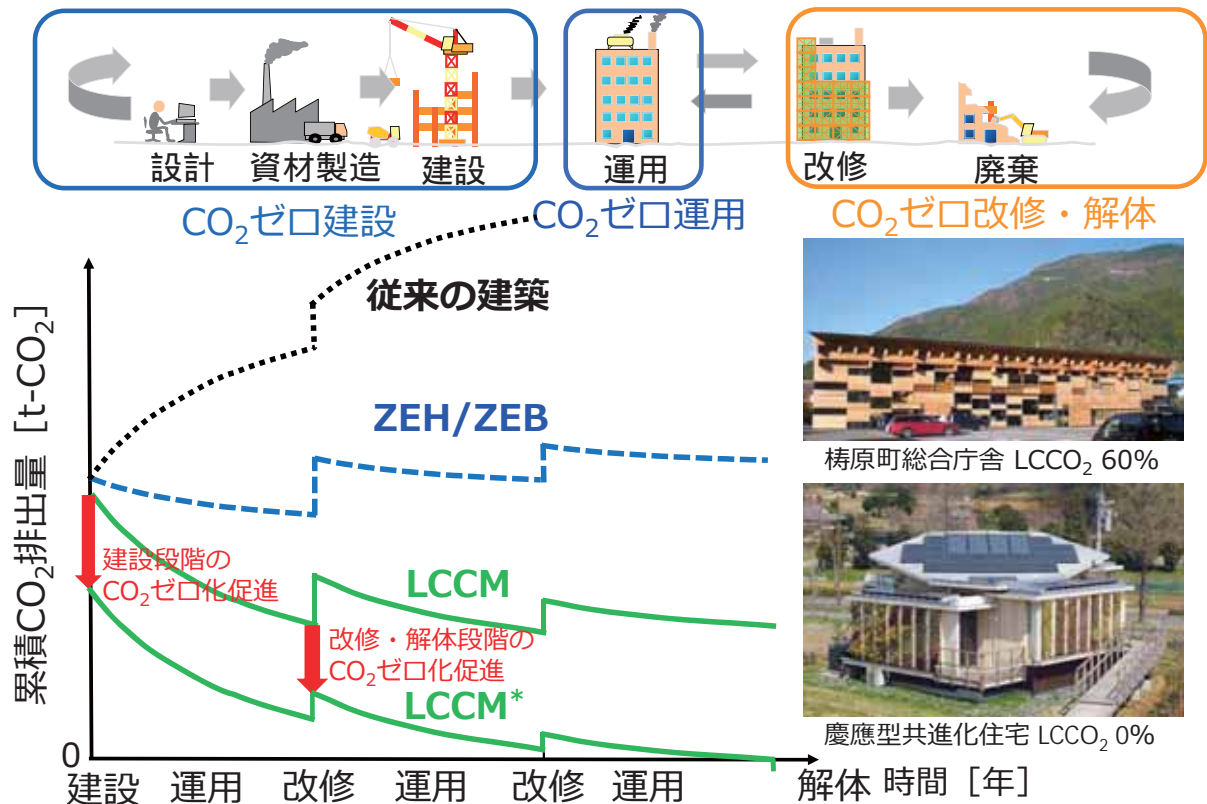 設計
資材製造
建設
運用
改修
廃棄
CO₂ゼロ建設
CO₂ゼロ運用
CO₂ゼロ改修・解体
累積CO₂排出量［t-CO₂］
従来の建築
ZEH/ZEB
建設段階の
CO₂ゼロ化促進
LCCM
改修・解体段階の
CO₂ゼロ化促進
LCCM*
梼原町総合庁舎 LCCO₂ 60%
慶應型共進化住宅 LCCO₂ 0%
0
建設 運用 改修 運用 改修 運用 解体 時間［年］